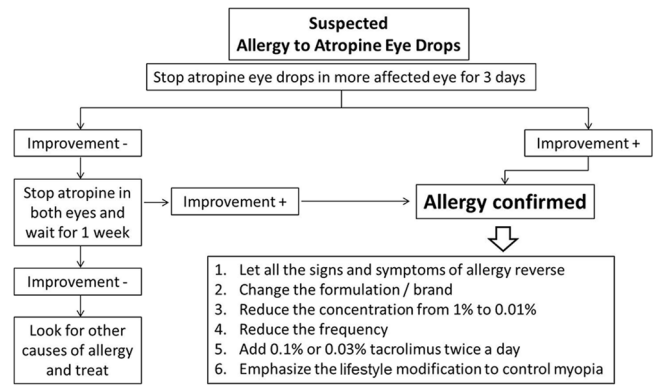 Suspected
Allergy to Atropine Eye Drops
Stop atropine eye drops in more affected eye for 3 days
Improvement -
Improvement +
Stop atropine in
both eyes and
wait for 1 week
Improvement +
Allergy confirmed
Improvement -
Look for other
causes of allergy
and treat
1. Let all the signs and symptoms of allergy reverse
2. Change the formulation / brand
3. Reduce the concentration from 1% to 0.01%
4. Reduce the frequency
5. Add 0.1% or 0.03% tacrolimus twice a day
6. Emphasize the lifestyle modification to control myopia